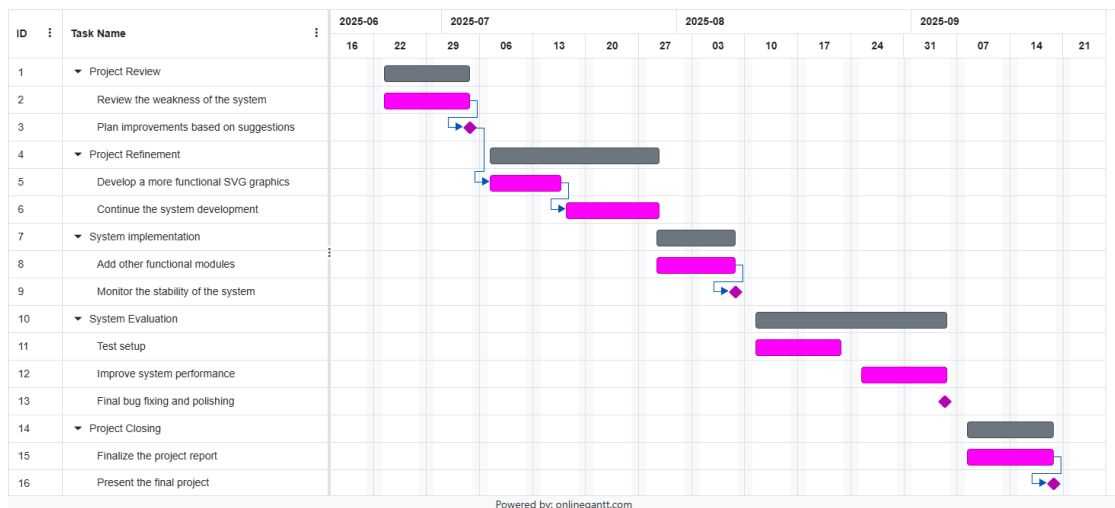 ID Task Name 2025-06 2025-07 2025-08 2025-09
16 22 29 06 13 20 27 03 10 17 24 31 07 14 21
1 Project Review
2 Review the weakness of the system
3 Plan improvements based on suggestions
4 Project Refinement
5 Develop a more functional SVG graphics
6 Continue the system development
7 System implementation
8 Add other functional modules
9 Monitor the stability of the system
10 System Evaluation
11 Test setup
12 Improve system performance
13 Final bug fixing and polishing
14 Project Closing
15 Finalize the project report
16 Present the final project
Powered by: onlinegantt.com